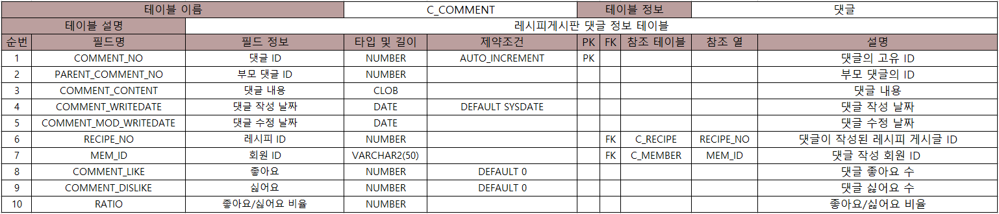 테이블 이름 C_COMMENT 테이블 정보 댓글
테이블 설명 레시피게시판 댓글 정보 테이블
순번 필드명 필드 정보 타입 및 길이 제약조건 PK FK 참조 테이블 참조 열 설명
1 COMMENT_NO 댓글 ID NUMBER AUTO_INCREMENT PK 댓글의 고유 ID
2 PARENT_COMMENT_NO 부모 댓글 ID NUMBER 부모 댓글의 ID
3 COMMENT_CONTENT 댓글 내용 CLOB 댓글 내용
4 COMMENT_WRITEDATE 댓글 작성 날짜 DATE DEFAULT SYSDATE 댓글 작성 날짜
5 COMMENT_MOD_WRITEDATE 댓글 수정 날짜 DATE 댓글 수정 날짜
6 RECIPE_NO 레시피 ID NUMBER FK C_RECIPE RECIPE_NO 댓글이 작성된 레시피 게시글 ID
7 MEM_ID 회원 ID VARCHAR2(50) FK C_MEMBER MEM_ID 댓글 작성 회원 ID
8 COMMENT_LIKE 좋아요 NUMBER DEFAULT 0 댓글 좋아요 수
9 COMMENT_DISLIKE 싫어요 NUMBER DEFAULT 0 댓글 싫어요 수
10 RATIO 좋아요/싫어요 비율 NUMBER 좋아요/싫어요 비율